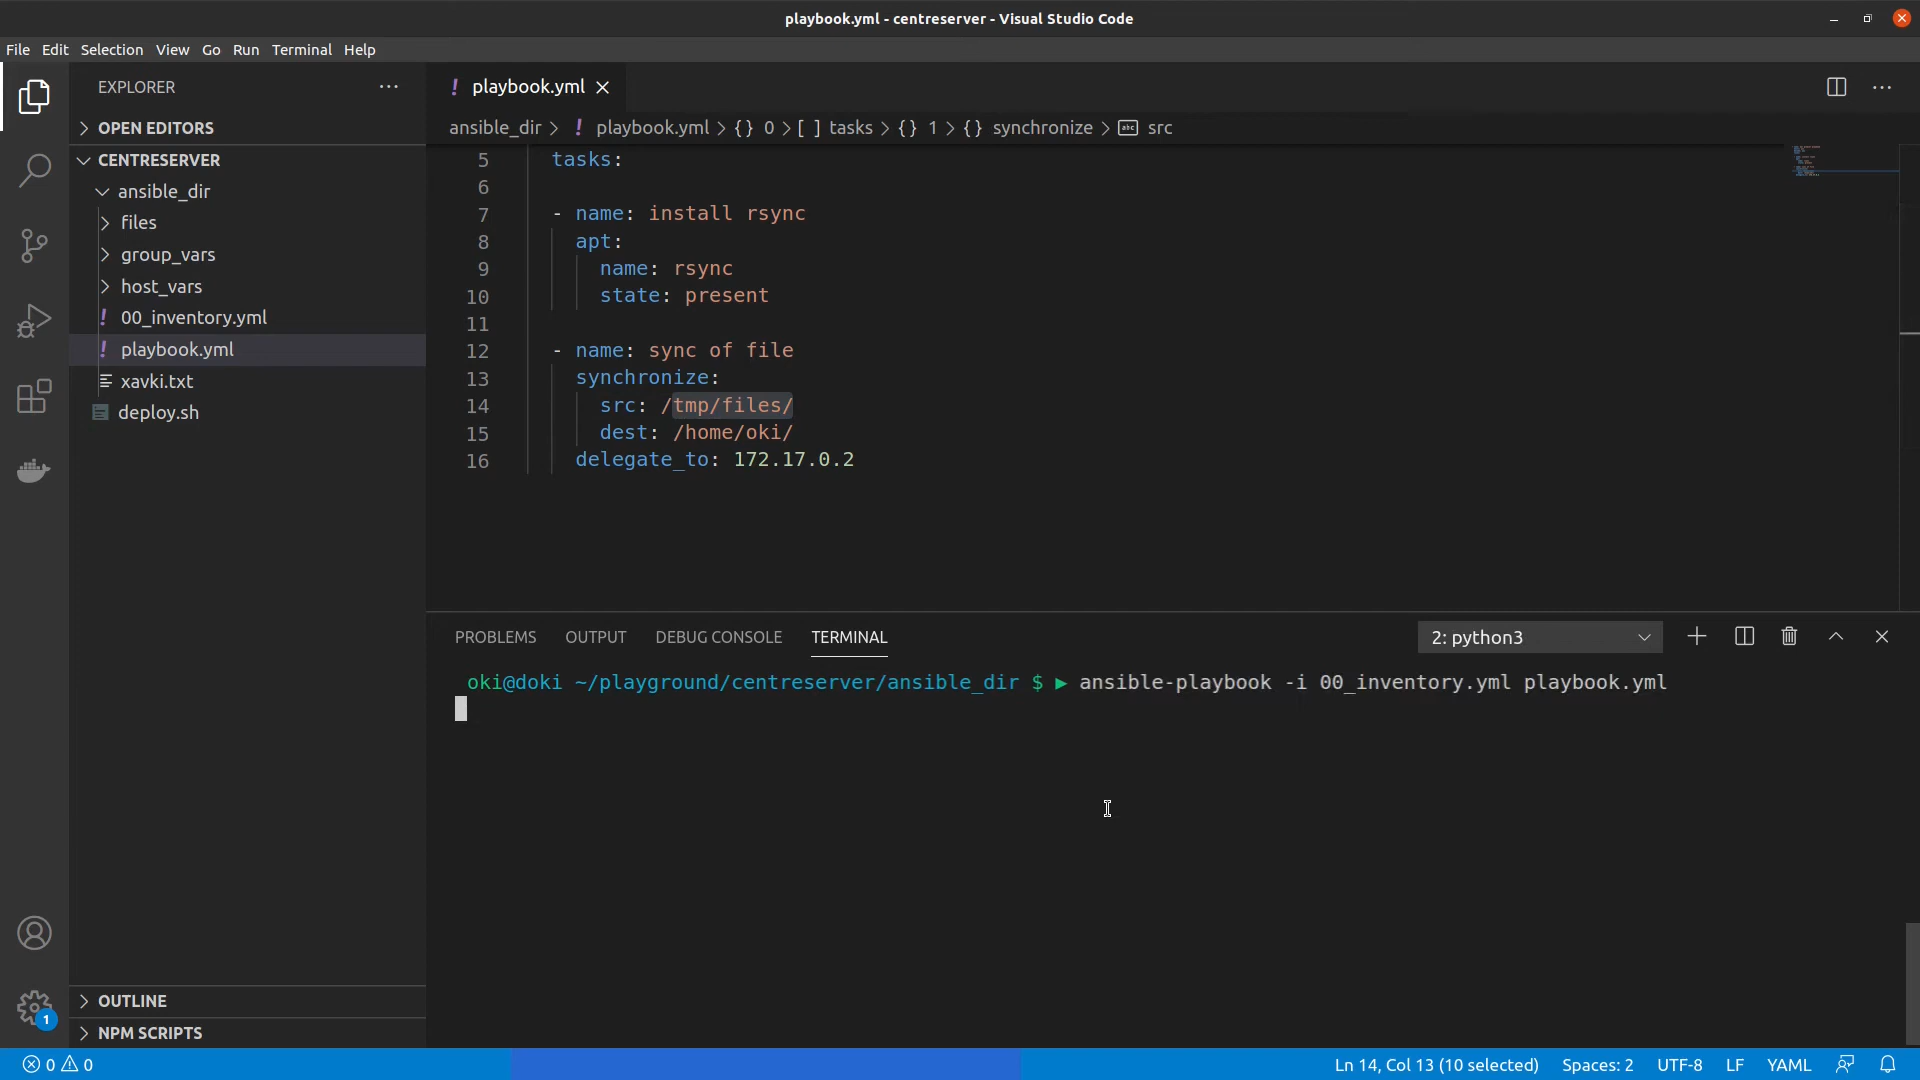 playbook.yml - centreserver - Visual Studio Code
File Edit Selection View Go Run Terminal Help
EXPLORER
OPEN EDITORS
CENTRESERVER
ansible_dir
files
group_vars
host_vars
! 00_inventory.yml
! playbook.yml
xavki.txt
deploy.sh
OUTLINE
NPM SCRIPTS
! playbook.yml
ansible_dir > ! playbook.yml > {} 0 > [ ] tasks > {} 1 > {} synchronize > abc src
5 tasks:
6
7 - name: install rsync
8 apt:
9 name: rsync
10 state: present
11
12 - name: sync of file
13 synchronize:
14 src: /tmp/files/
15 dest: /home/oki/
16 delegate_to: 172.17.0.2
PROBLEMS OUTPUT DEBUG CONSOLE TERMINAL 2: python3
oki@doki ~/playground/centreserver/ansible_dir $ ▶ ansible-playbook -i 00_inventory.yml playbook.yml
1
0 0 Ln 14, Col 13 (10 selected) Spaces: 2 UTF-8 LF YAML